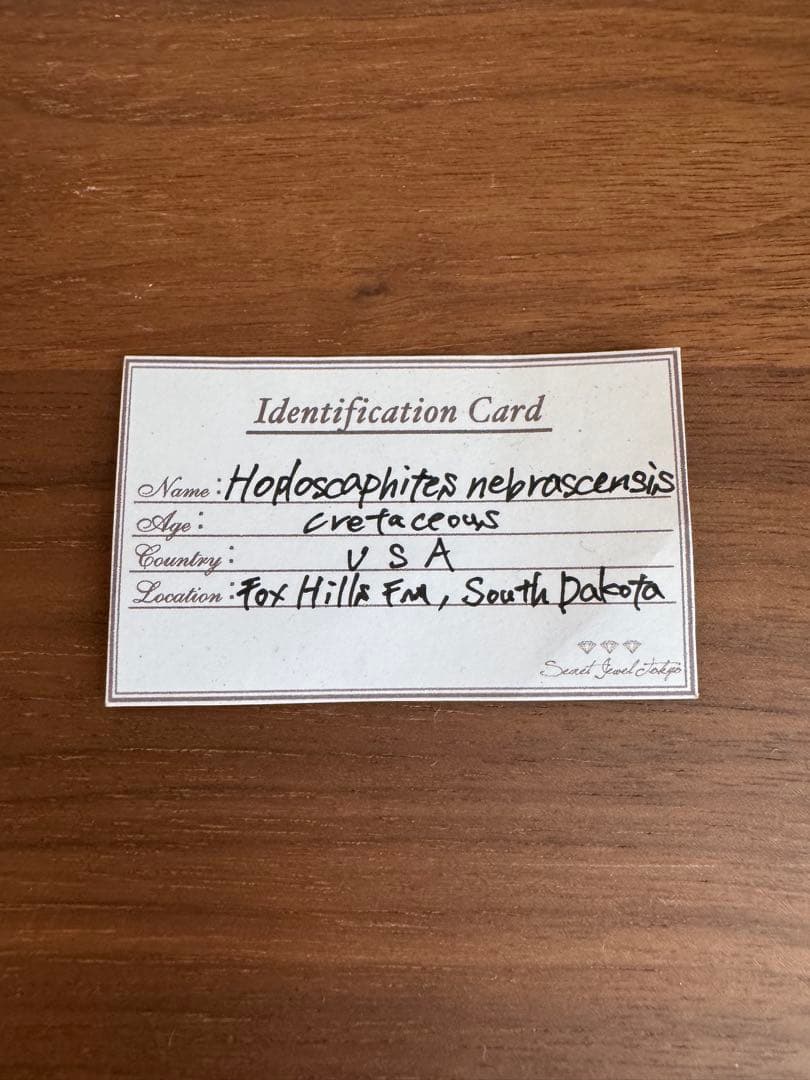 Identification Card
Name: Hoploscaphites nebrascensis
Age: cretaceous
Country: USA
Location: Fox Hills Fm, South Dakota
Secret Jewel Tokyo